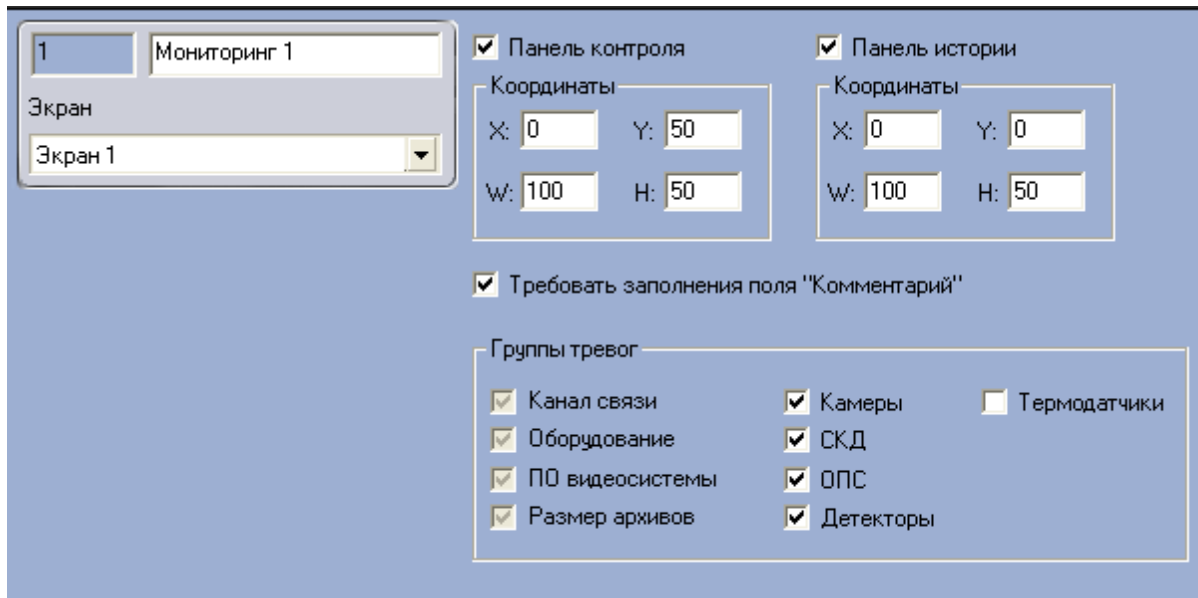 1 Мониторинг 1
Экран
Экран 1
Панель контроля
Координаты
X: 0 Y: 50
W: 100 H: 50
Панель истории
Координаты
X: 0 Y: 0
W: 100 H: 50
Требовать заполнения поля "Комментарий"
Группы тревог
Канал связи Камеры Термодатчики
Оборудование СКД
ПО видеосистемы ОПС
Размер архивов Детекторы